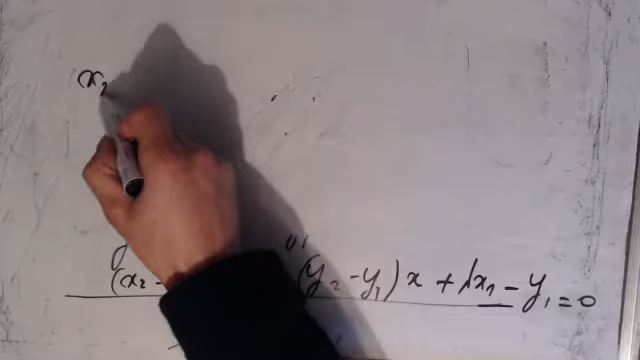 x₂
(x₂ - (y₂ - y₁)x + λx₁ - y₁ = 0